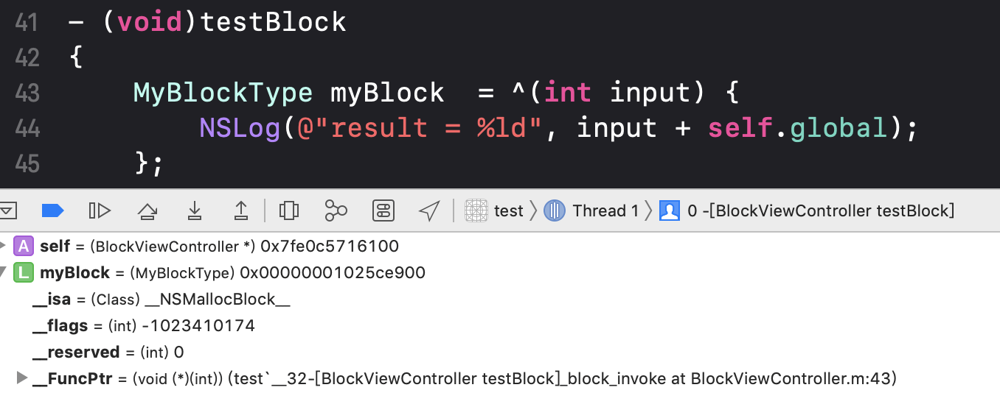 41 - (void)testBlock
42 {
43     MyBlockType myBlock  = ^(int input) {
44         NSLog(@"result = %ld", input + self.global);
45     };
test Thread 1 0 -[BlockViewController testBlock]
A self = (BlockViewController *) 0x7fe0c5716100
L myBlock = (MyBlockType) 0x00000001025ce900
__isa = (Class) __NSMallocBlock__
__flags = (int) -1023410174
__reserved = (int) 0
__FuncPtr = (void (*)(int)) (test`__32-[BlockViewController testBlock]_block_invoke at BlockViewController.m:43)